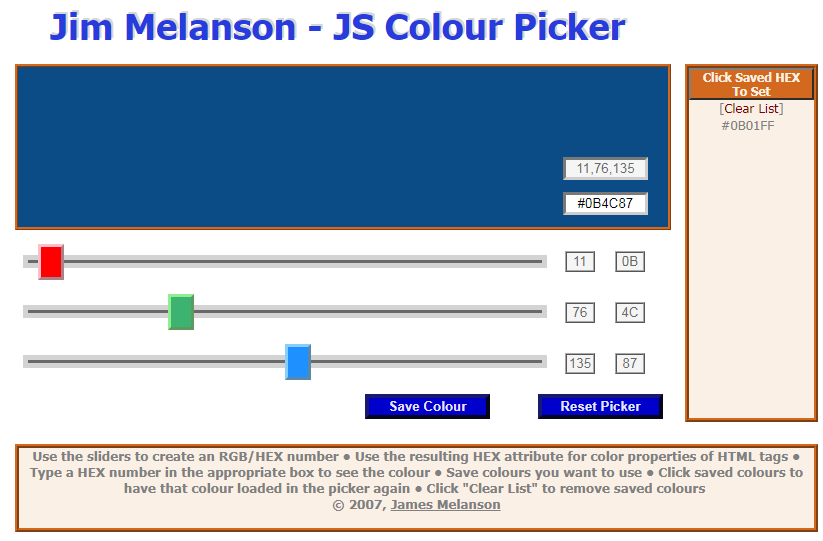 Jim Melanson - JS Colour Picker
11,76,135
#0B4C87
Click Saved HEX
To Set
[Clear List]
#0B01FF
11 0B
76 4C
135 87
Save Colour Reset Picker
Use the sliders to create an RGB/HEX number ● Use the resulting HEX attribute for color properties of HTML tags ●
Type a HEX number in the appropriate box to see the colour ● Save colours you want to use ● Click saved colours to
have that colour loaded in the picker again ● Click "Clear List" to remove saved colours
© 2007, James Melanson